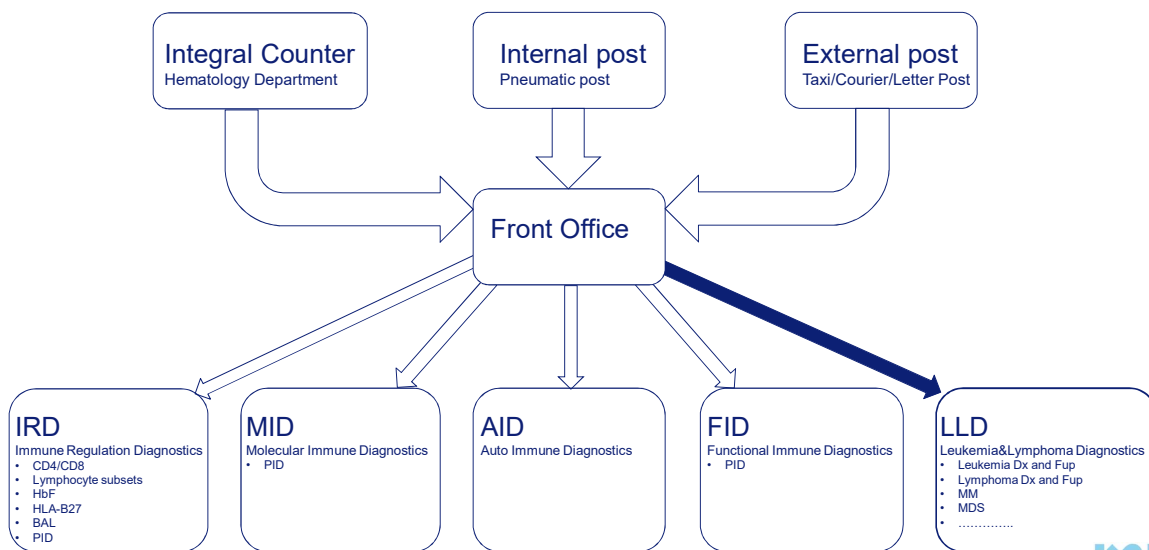 Integral Counter
Hematology Department
Internal post
Pneumatic post
External post
Taxi/Courier/Letter Post
Front Office
IRD
Immune Regulation Diagnostics
• CD4/CD8
• Lymphocyte subsets
• HbF
• HLA-B27
• BAL
• PID
MID
Molecular Immune Diagnostics
• PID
AID
Auto Immune Diagnostics
FID
Functional Immune Diagnostics
• PID
LLD
Leukemia&Lymphoma Diagnostics
• Leukemia Dx and Fup
• Lymphoma Dx and Fup
• MM
• MDS
• …………..